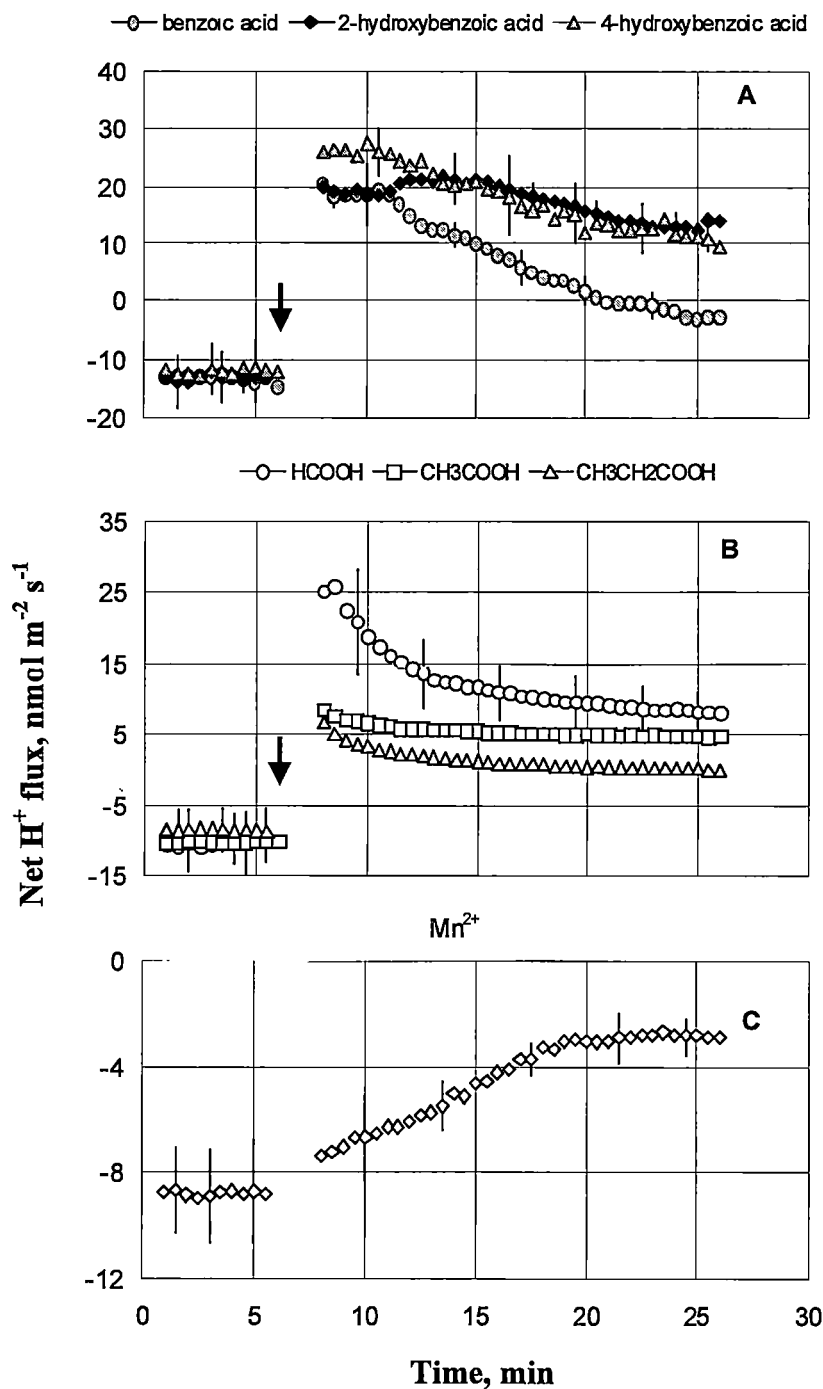 benzoic acid 2-hydroxybenzoic acid 4-hydroxybenzoic acid
A
40
30
20
10
0
-10
-20
HCOOH CH3COOH CH3CH2COOH
B
35
25
15
5
-5
-15
Net H⁺ flux, nmol m⁻² s⁻¹
Mn²⁺
C
0
-4
-8
-12
0 5 10 15 20 25 30
Time, min